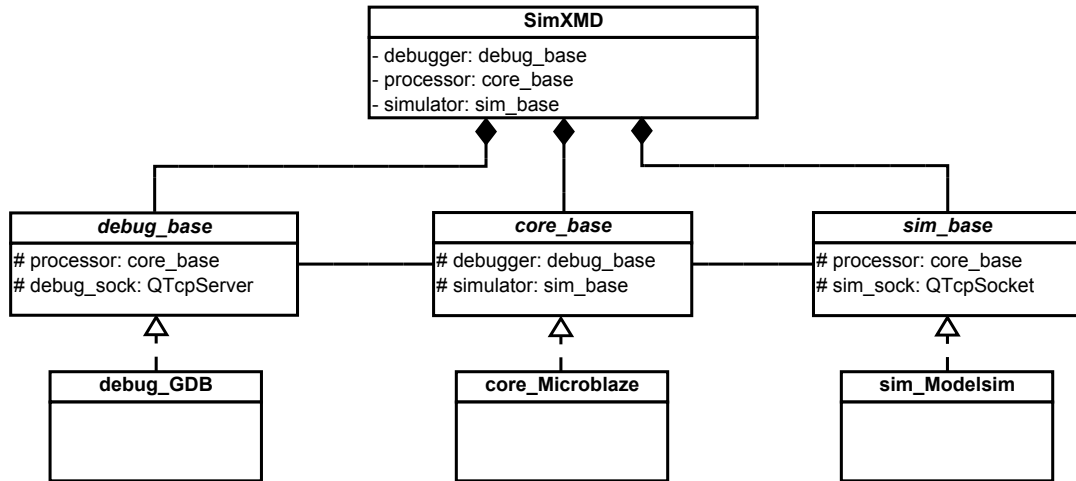 SimXMD
- debugger: debug_base
- processor: core_base
- simulator: sim_base
debug_base
# processor: core_base
# debug_sock: QTcpServer
core_base
# debugger: debug_base
# simulator: sim_base
sim_base
# processor: core_base
# sim_sock: QTcpSocket
debug_GDB
core_Microblaze
sim_Modelsim